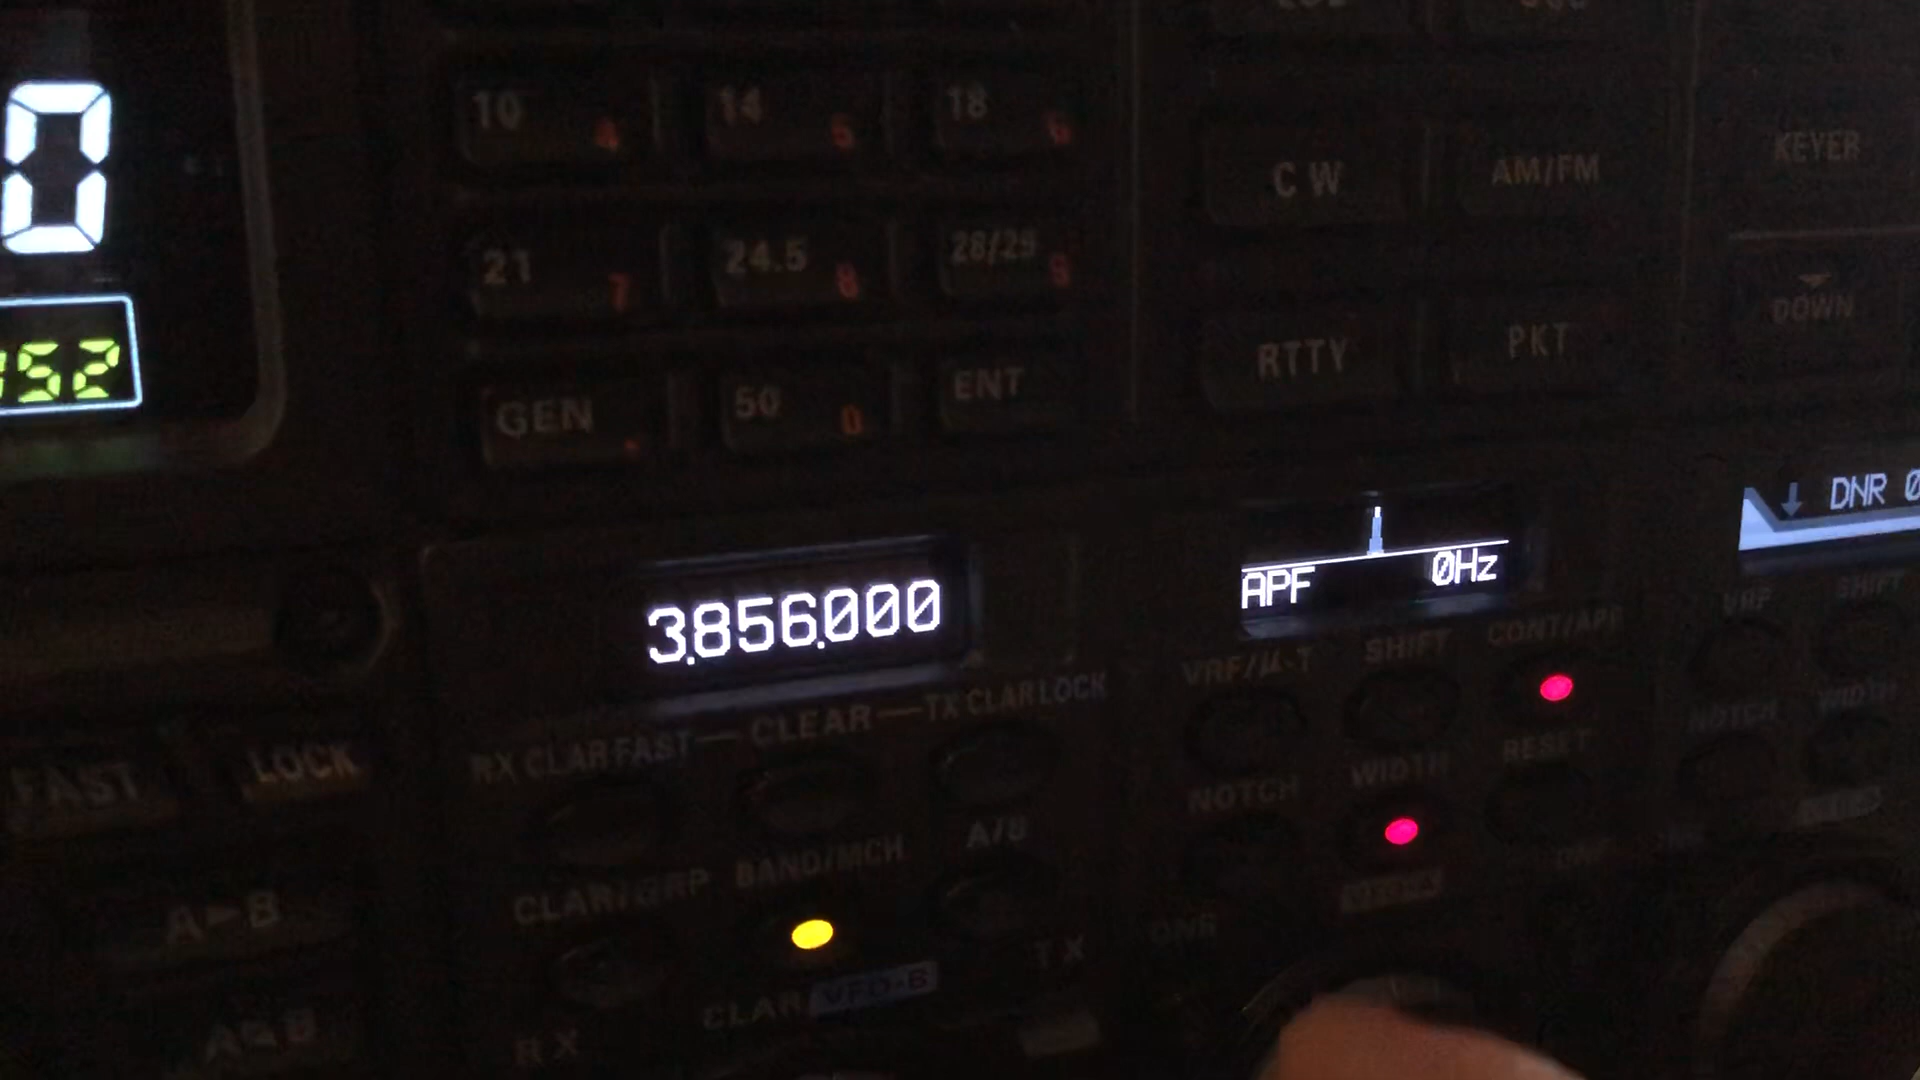 0
52
10 4
14 5
18 6
21 7
24.5 8
28/29 9
GEN .
50 0
ENT
CW
AM/FM
RTTY
PKT
KEYER
DOWN
3.856.000
APF 0Hz
DNR 0
FAST
LOCK
RX CLAR FAST — CLEAR — TX CLAR LOCK
CLAR/GRP
BAND/MCH
A/B
A►B
A◄B
RX
CLAR/VFO-B
TX
VRF/µ-T
SHIFT
CONT/APF
NOTCH
WIDTH
RESET
DNR
VRF
SHIFT
NOTCH
WIDTH